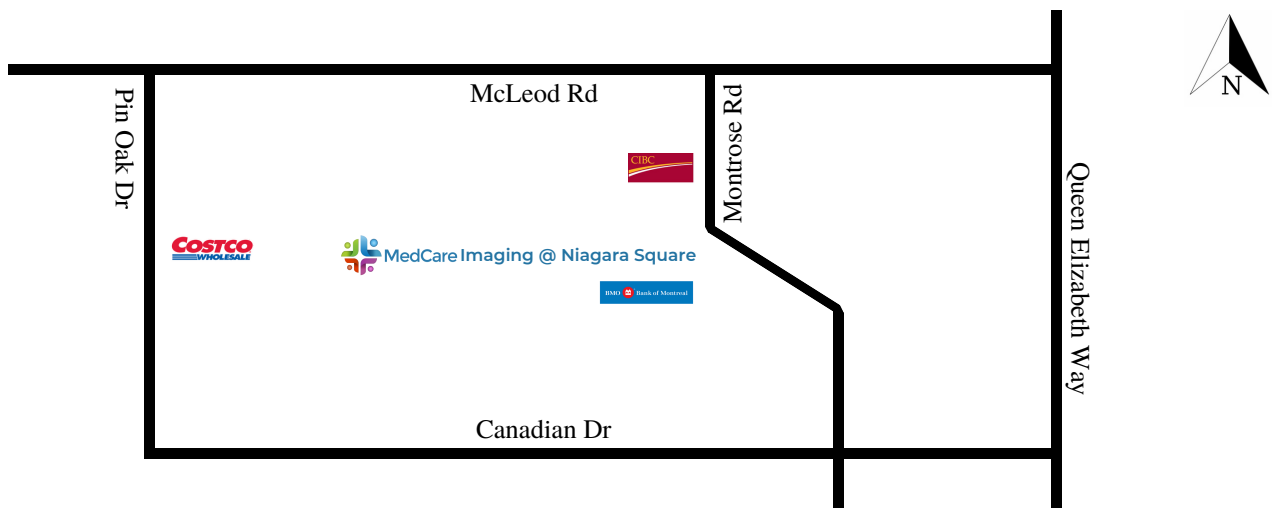 McLeod Rd
N
Pin Oak Dr
Montrose Rd
CIBC
Queen Elizabeth Way
COSTCO
WHOLESALE
MedCare Imaging @ Niagara Square
BMO Bank of Montreal
Canadian Dr